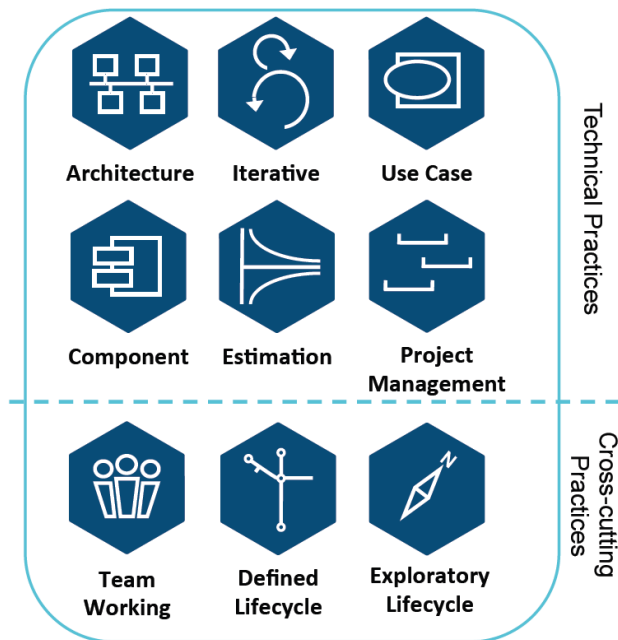 Architecture
Iterative
Use Case
Component
Estimation
Project
Management
Technical Practices
N
Team
Working
Defined
Lifecycle
Exploratory
Lifecycle
Cross-cutting
Practices